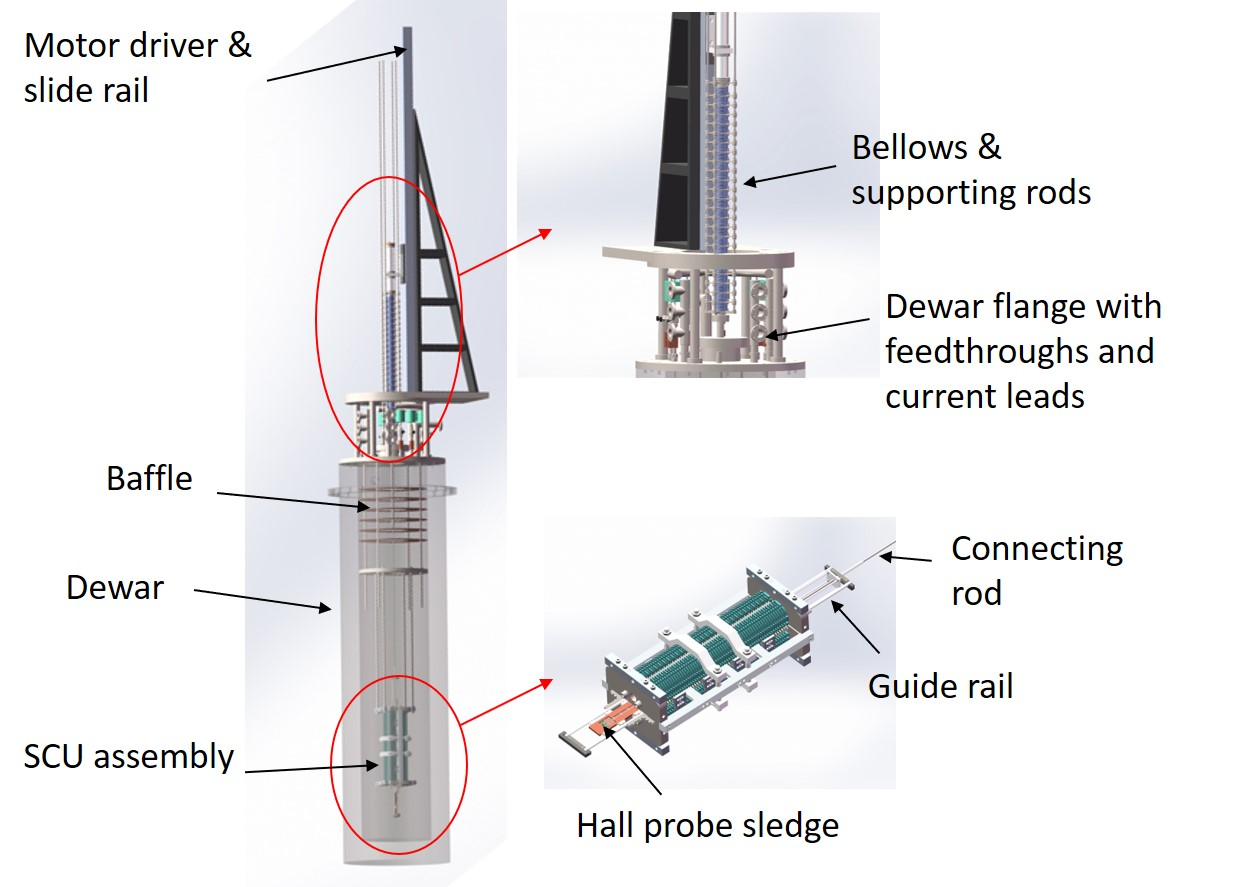 Motor driver &
slide rail
Bellows &
supporting rods
Dewar flange with
feedthroughs and
current leads
Baffle
Dewar
SCU assembly
Connecting
rod
Guide rail
Hall probe sledge